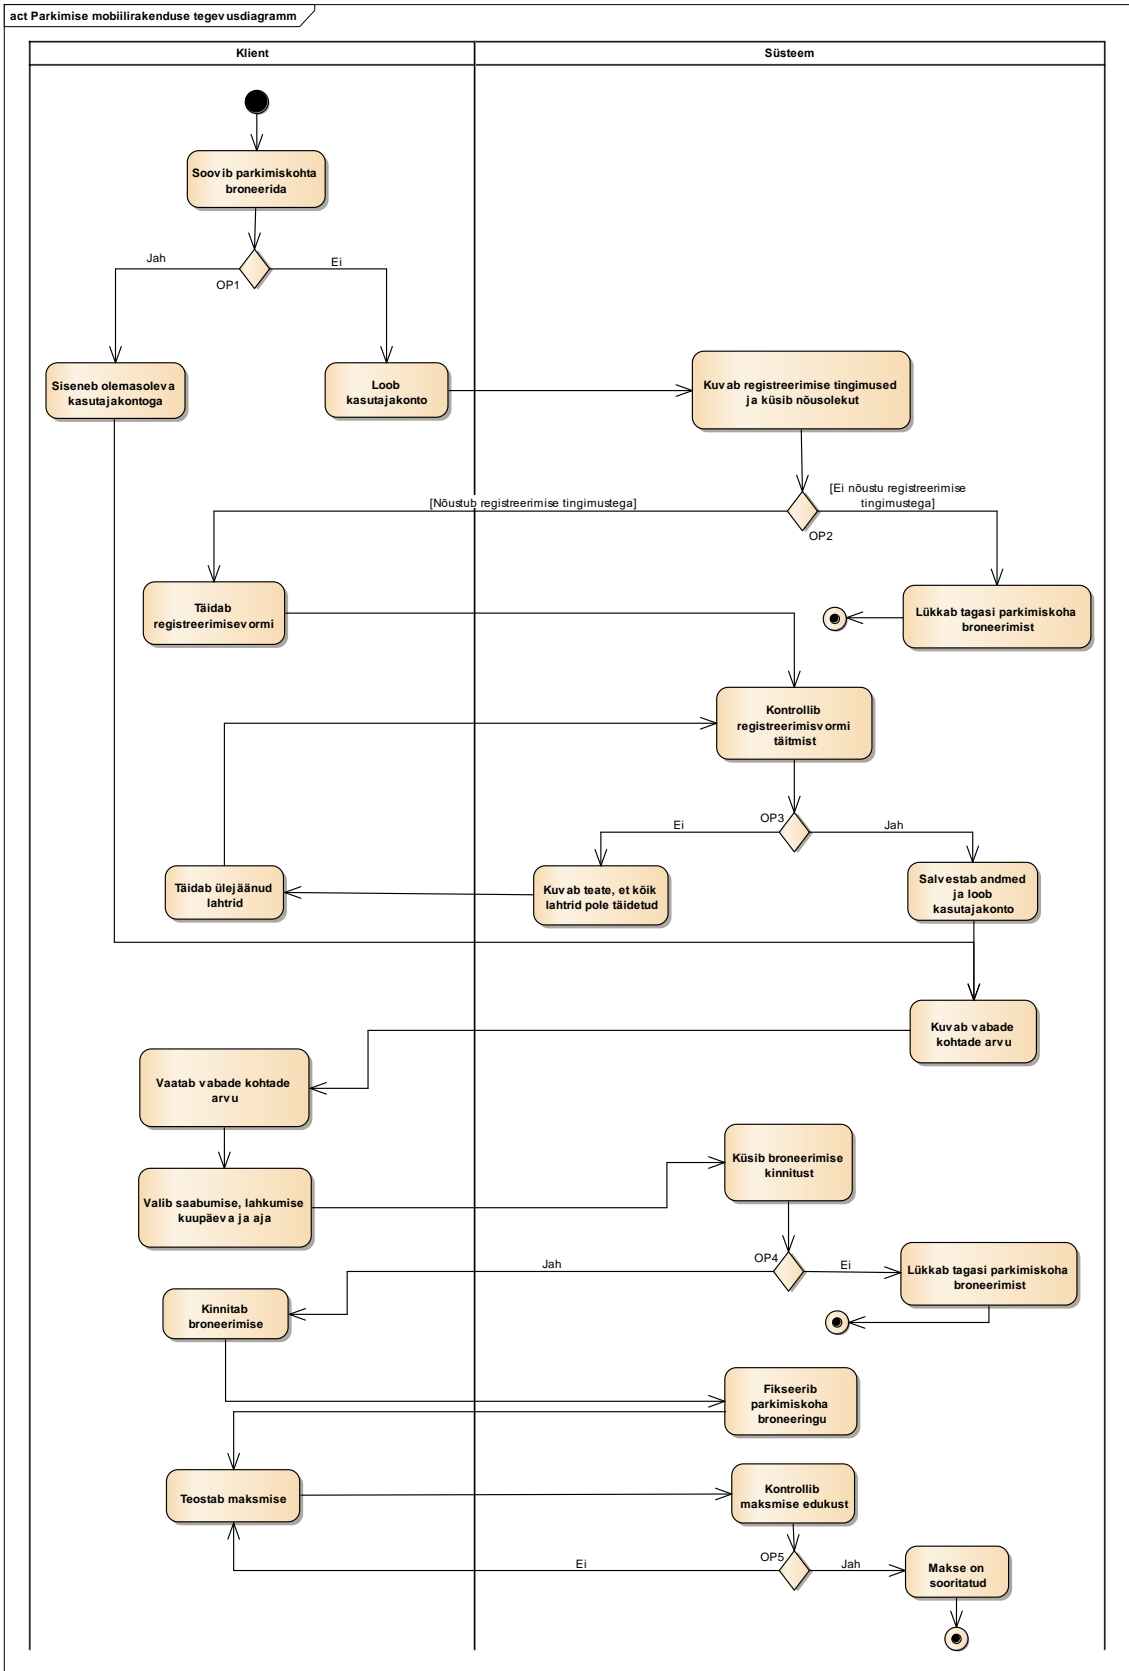 act Parkimise mobiilirakenduse tegevusdiagramm
Klient
Süsteem
Soovib parkimiskohta
broneerida
Jah
Ei
OP1
Siseneb olemasoleva
kasutajakontoga
Loob
kasutajakonto
Kuvab registreerimise tingimused
ja küsib nõusolekut
[Nõustub registreerimise tingimustega]
[Ei nõustu registreerimise
tingimustega]
OP2
Täidab
registreerimisevormi
Lükkab tagasi parkimiskoha
broneerimist
Kontrollib
registreerimisvormi
täitmist
OP3
Ei
Jah
Täidab ülejäänud
lahtrid
Kuvab teate, et kõik
lahtrid pole täidetud
Salvestab andmed
ja loob
kasutajakonto
Kuvab vabade
kohtade arvu
Vaatab vabade kohtade
arvu
Küsib broneerimise
kinnitust
Valib saabumise, lahkumise
kuupäeva ja aja
OP4
Jah
Ei
Lükkab tagasi parkimiskoha
broneerimist
Kinnitab
broneerimise
Fikseerib
parkimiskoha
broneeringu
Teostab maksmise
Kontrollib
maksmise edukust
OP5
Ei
Jah
Makse on
sooritatud